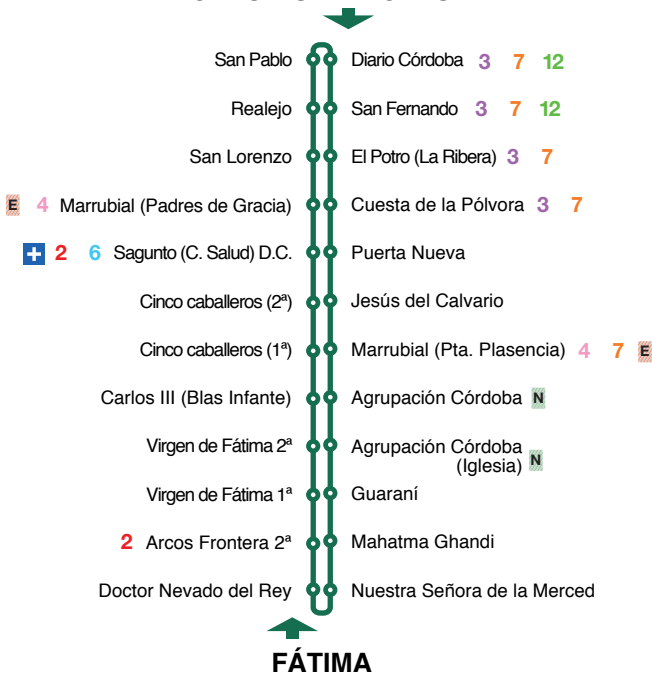 San Pablo Diario Córdoba 3 7 12
Realejo San Fernando 3 7 12
San Lorenzo El Potro (La Ribera) 3 7
E 4 Marrubial (Padres de Gracia) Cuesta de la Pólvora 3 7
2 6 Sagunto (C. Salud) D.C. Puerta Nueva
Cinco caballeros (2ª) Jesús del Calvario
Cinco caballeros (1ª) Marrubial (Pta. Plasencia) 4 7 E
Carlos III (Blas Infante) Agrupación Córdoba N
Virgen de Fátima 2ª Agrupación Córdoba
(Iglesia) N
Virgen de Fátima 1ª Guaraní
2 Arcos Frontera 2ª Mahatma Ghandi
Doctor Nevado del Rey Nuestra Señora de la Merced
FÁTIMA